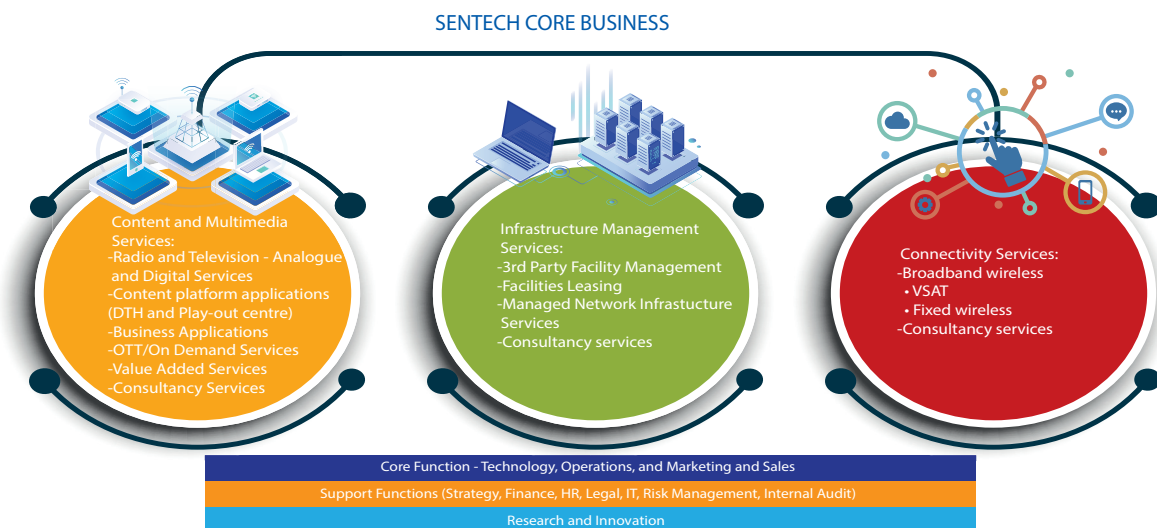 SENTECH CORE BUSINESS
Content and Multimedia
Services:
-Radio and Television - Analogue
and Digital Services
-Content platform applications
(DTH and Play-out centre)
-Business Applications
-OTT/On Demand Services
-Value Added Services
-Consultancy Services
Infrastructure Management
Services:
-3rd Party Facility Management
-Facilities Leasing
-Managed Network Infrastucture
Services
-Consultancy services
Connectivity Services:
-Broadband wireless
• VSAT
• Fixed wireless
-Consultancy services
Core Function - Technology, Operations, and Marketing and Sales
Support Functions (Strategy, Finance, HR, Legal, IT, Risk Management, Internal Audit)
Research and Innovation